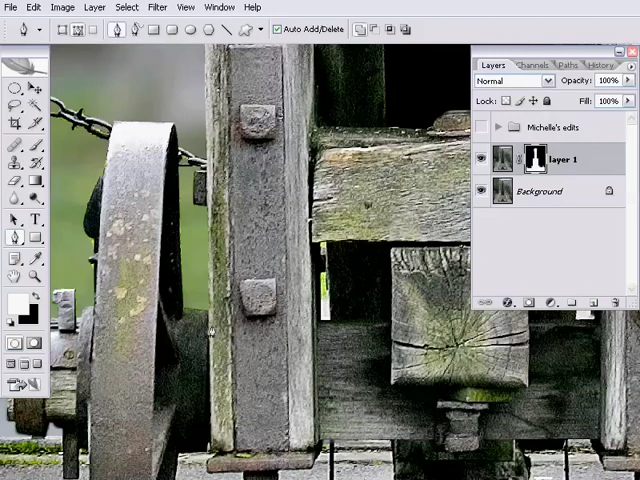 File Edit Image Layer Select Filter View Window Help
Auto Add/Delete
Layers Channels Paths History
Normal Opacity: 100%
Lock: Fill: 100%
Michelle's edits
layer 1
Background
T